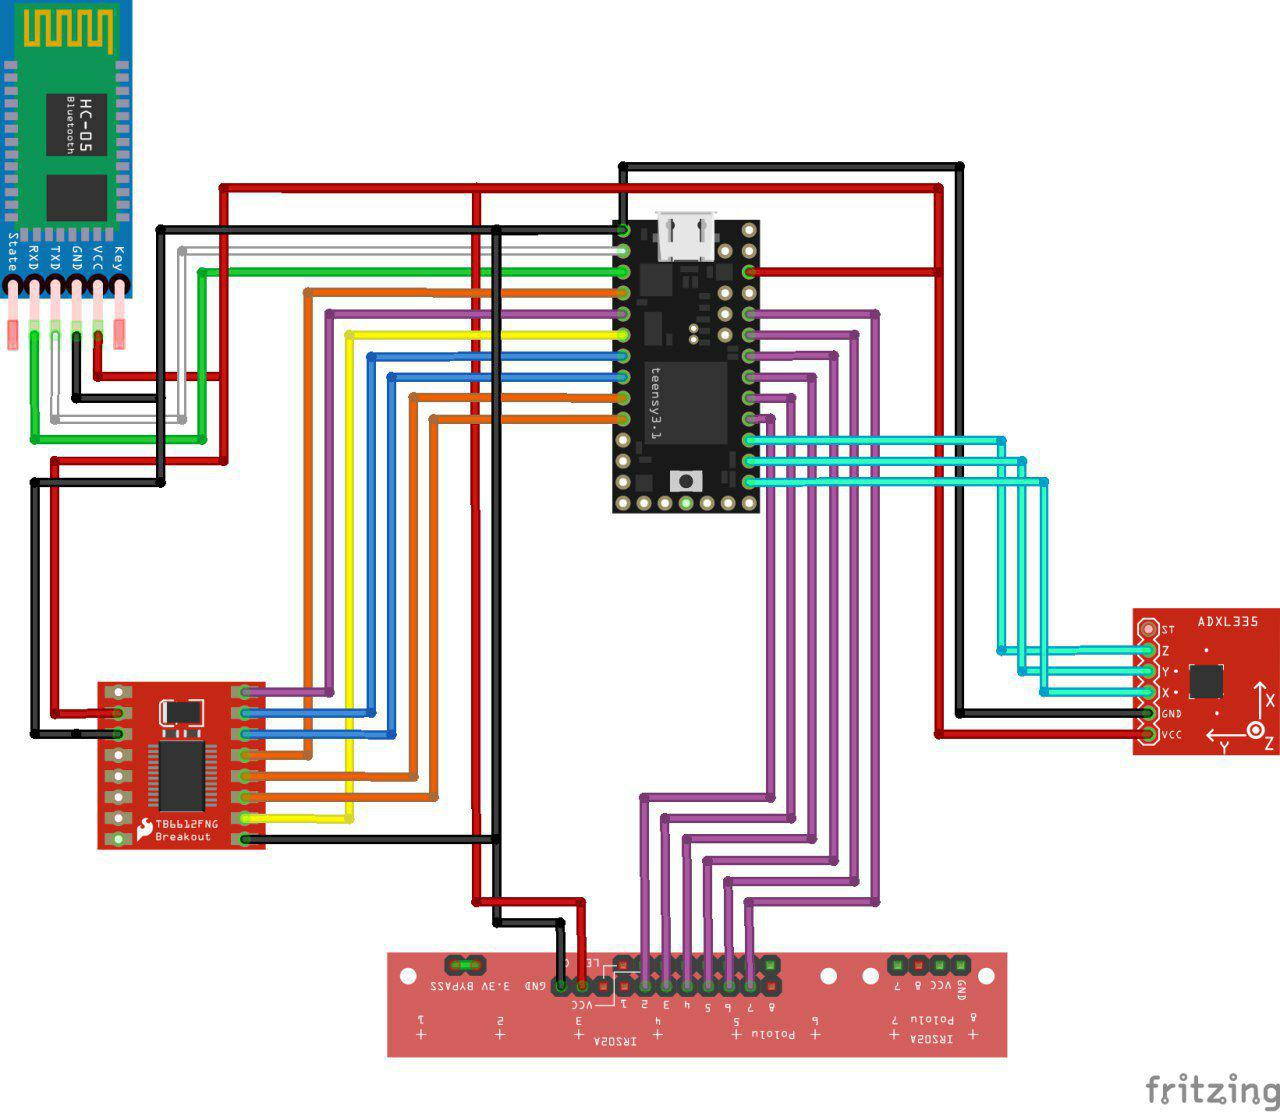 HC-05
Bluetooth
State
RXD
TXD
GND
VCC
Key
teensy3.1
ADXL335
ST
Z
Y
X
GND
VCC
X
Y
Z
TB6612FNG
Breakout
LE
3.3V BYPASS
GND
VCC
1
2
3
4
5
6
7
8
7
8
VCC
GND
1
2
3
4
5
6
7
8
IRS02A
Pololu
Pololu
IRS02A
fritzing